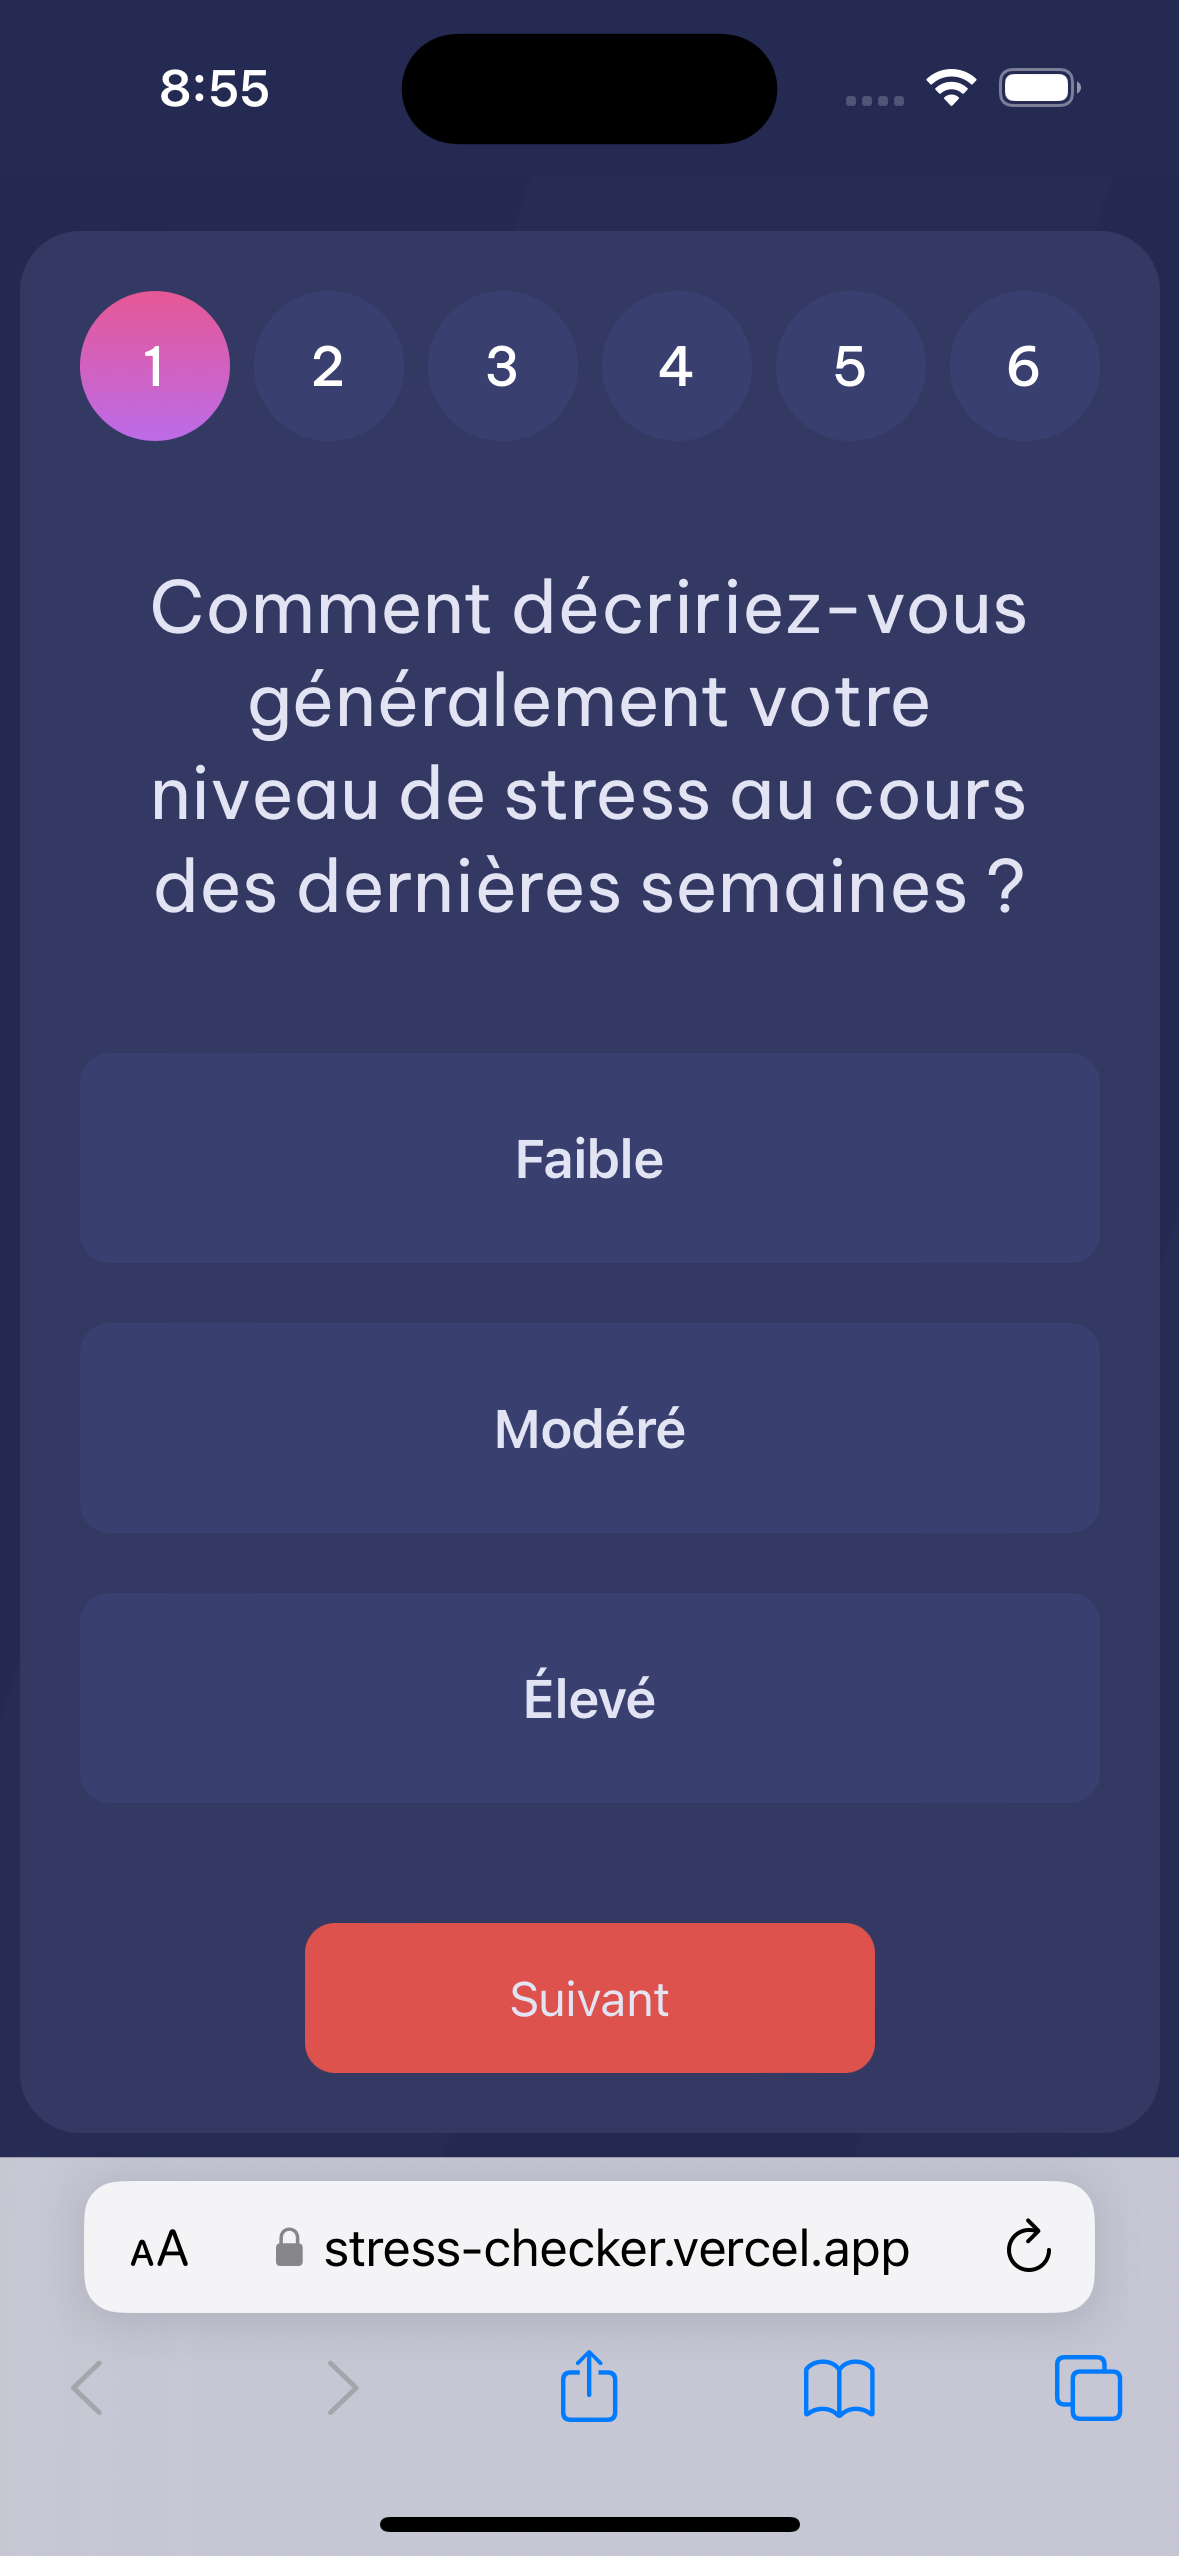 8:55
1 2 3 4 5 6
Comment décririez-vous
généralement votre
niveau de stress au cours
des dernières semaines ?
Faible
Modéré
Élevé
Suivant
AA stress-checker.vercel.app